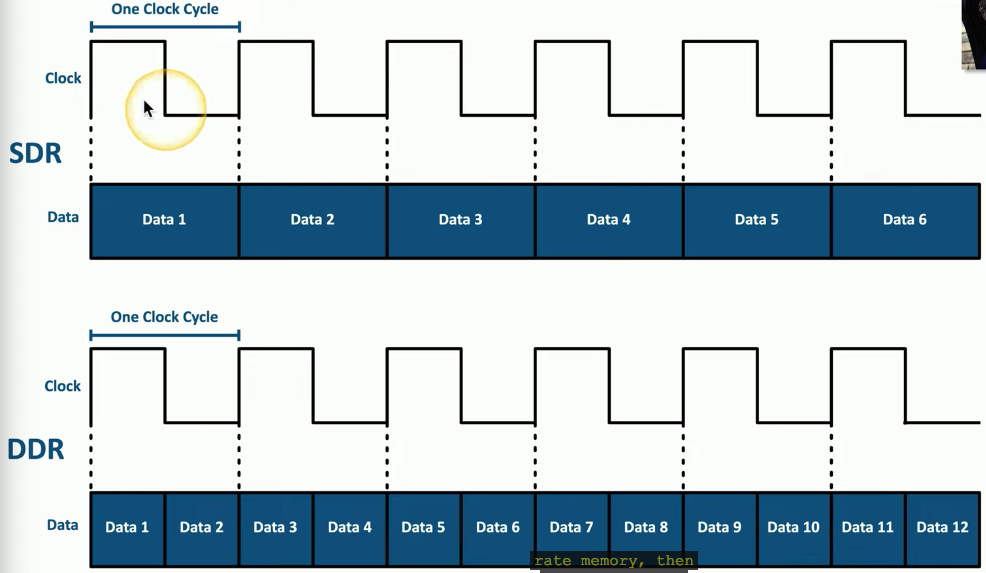 One Clock Cycle
Clock
SDR
Data
Data 1 Data 2 Data 3 Data 4 Data 5 Data 6
One Clock Cycle
Clock
DDR
Data
Data 1 Data 2 Data 3 Data 4 Data 5 Data 6 Data 7 Data 8 Data 9 Data 10 Data 11 Data 12
rate memory, then